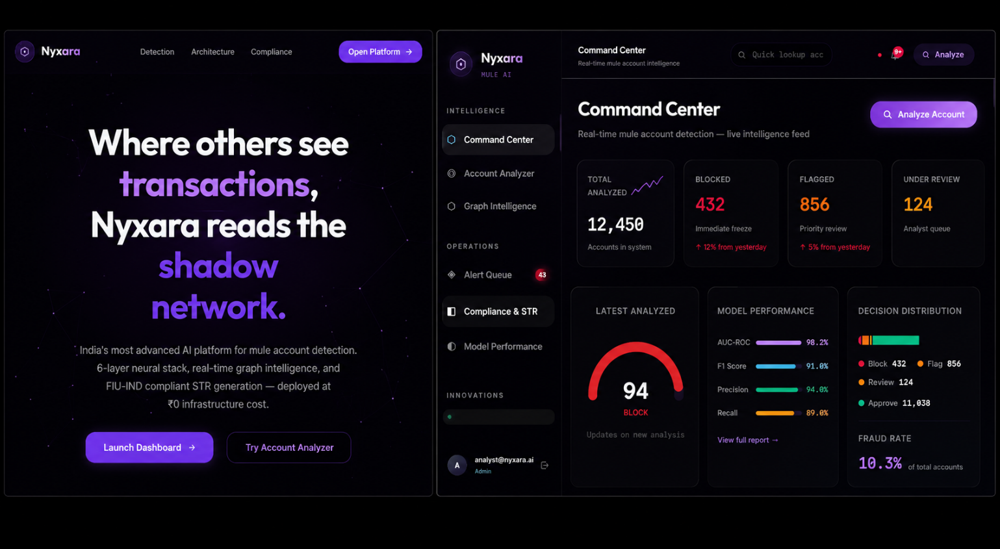 Nyxara
Detection Architecture Compliance
Open Platform →
Where others see
transactions,
Nyxara reads the
shadow
network.
India's most advanced AI platform for mule account detection.
6-layer neural stack, real-time graph intelligence, and
FIU-IND compliant STR generation — deployed at
₹0 infrastructure cost.
Launch Dashboard →
Try Account Analyzer
Nyxara
MULE AI
INTELLIGENCE
Command Center
Account Analyzer
Graph Intelligence
OPERATIONS
Alert Queue 43
Compliance & STR
Model Performance
INNOVATIONS
A
analyst@nyxara.ai
Admin
Command Center
Real-time mule account intelligence
Quick lookup acc
9+
Analyze
Command Center
Real-time mule account detection — live intelligence feed
Analyze Account
TOTAL
ANALYZED
12,450
Accounts in system
BLOCKED
432
Immediate freeze
↑ 12% from yesterday
FLAGGED
856
Priority review
↑ 5% from yesterday
UNDER REVIEW
124
Analyst queue
LATEST ANALYZED
94
BLOCK
Updates on new analysis
MODEL PERFORMANCE
AUC-ROC 98.2%
F1 Score 91.0%
Precision 94.0%
Recall 89.0%
View full report →
DECISION DISTRIBUTION
Block 432 Flag 856
Review 124
Approve 11,038
FRAUD RATE
10.3% of total accounts